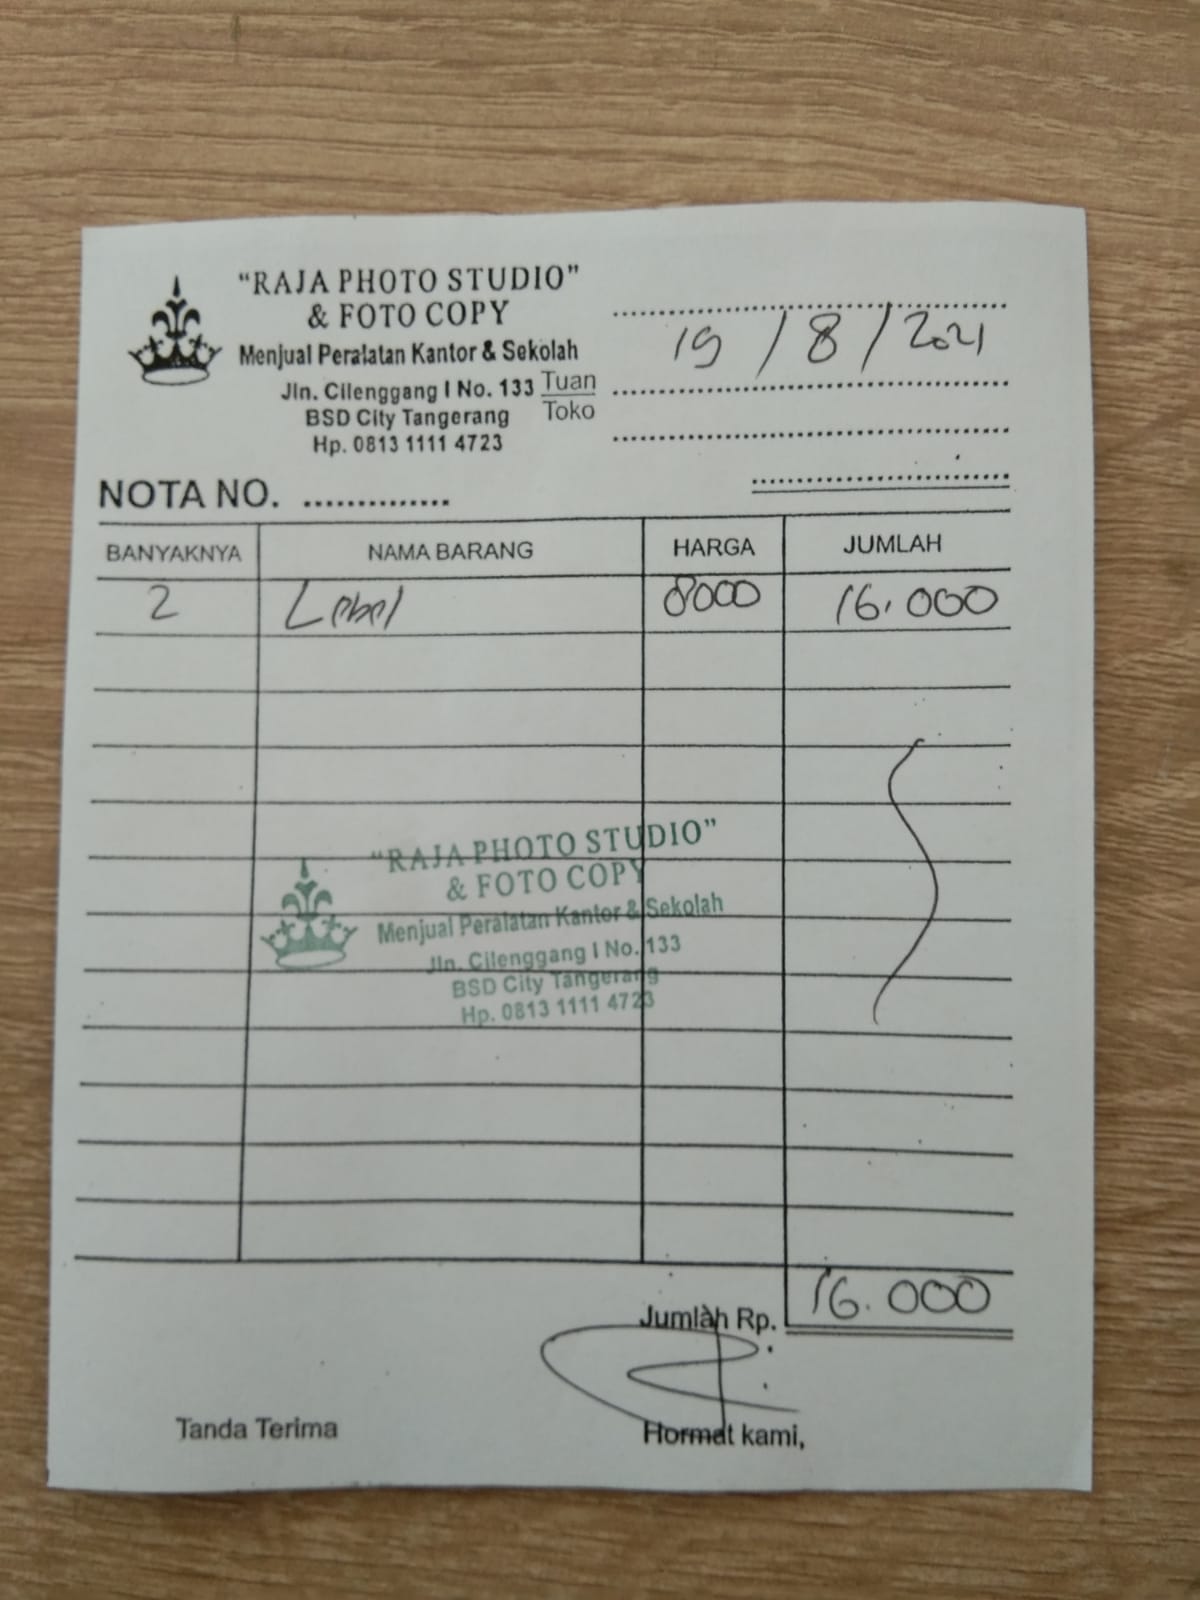 "RAJA PHOTO STUDIO"
& FOTO COPY
Menjual Peralatan Kantor & Sekolah
Jln. Cilenggang I No. 133
BSD City Tangerang
Hp. 0813 1111 4723
19 / 8 / 2021
Tuan
Toko
NOTA NO. .............
BANYAKNYA NAMA BARANG HARGA JUMLAH
2 Label 8000 16.000
"RAJA PHOTO STUDIO"
& FOTO COPY
Menjual Peralatan Kantor & Sekolah
Jln. Cilenggang I No. 133
BSD City Tangerang
Hp. 0813 1111 4723
Jumlah Rp. 16.000
Tanda Terima Hormat kami,